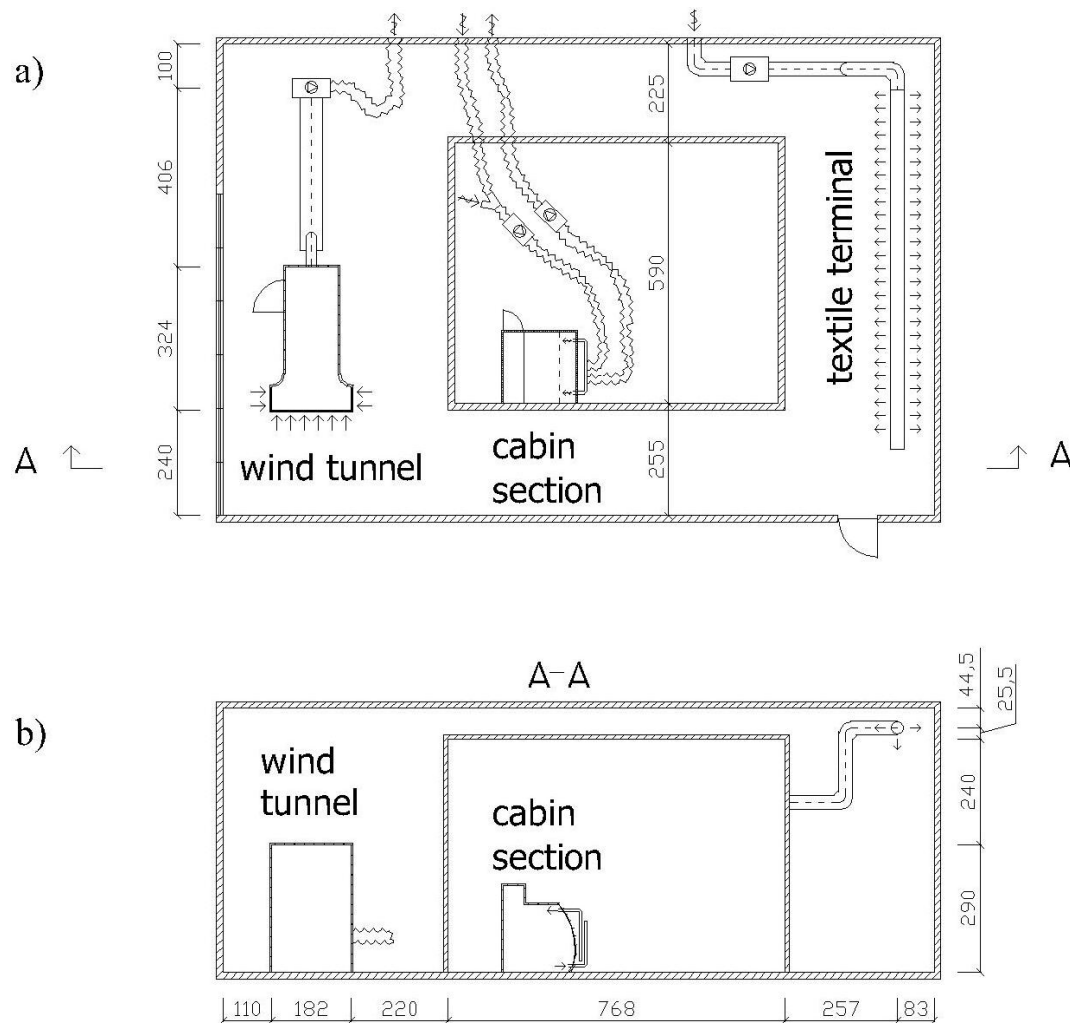 a)
100
406
324
240
225
590
255
textile terminal
wind tunnel
cabin
section
A
A
A-A
b)
wind
tunnel
cabin
section
44,5
25,5
240
290
110
182
220
768
257
83